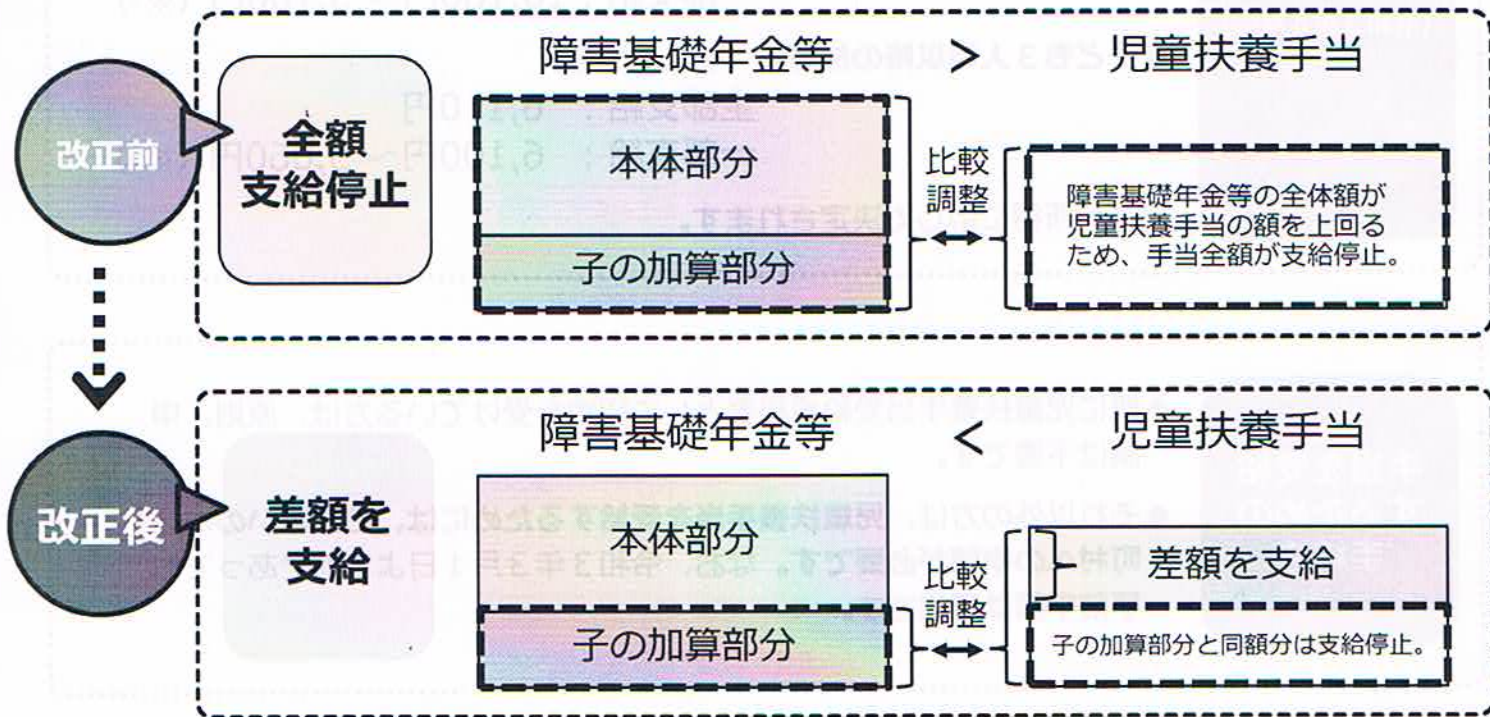 障害基礎年金等 > 児童扶養手当
改正前
全額
支給停止
本体部分
子の加算部分
比較
調整
障害基礎年金等の全体額が
児童扶養手当の額を上回る
ため、手当全額が支給停止。
障害基礎年金等 < 児童扶養手当
改正後
差額を
支給
本体部分
子の加算部分
比較
調整
差額を支給
子の加算部分と同額分は支給停止。